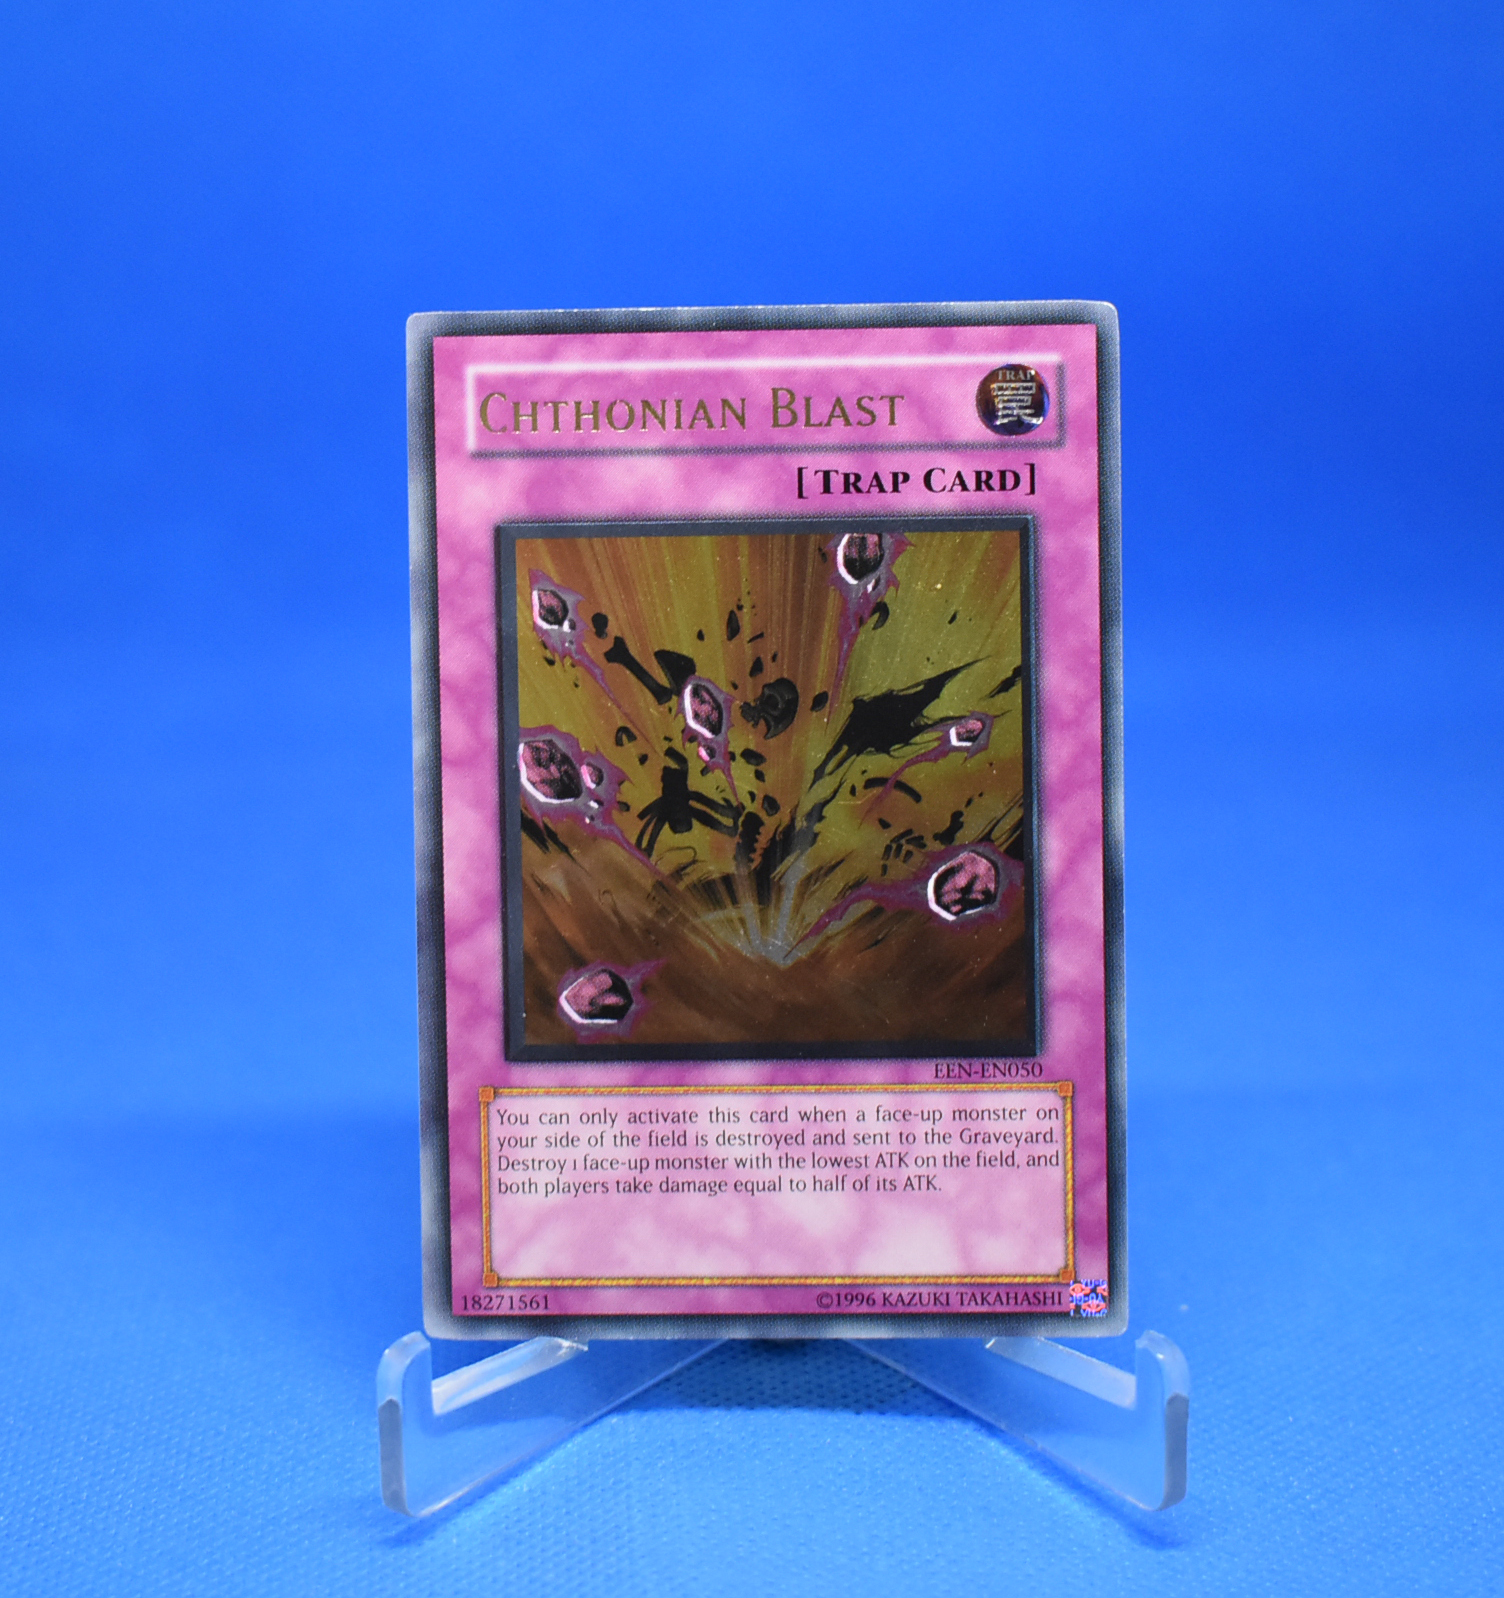 CHTHONIAN BLAST
TRAP
罠
[TRAP CARD]
EEN-EN050
You can only activate this card when a face-up monster on
your side of the field is destroyed and sent to the Graveyard.
Destroy 1 face-up monster with the lowest ATK on the field, and
both players take damage equal to half of its ATK.
18271561
©1996 KAZUKI TAKAHASHI